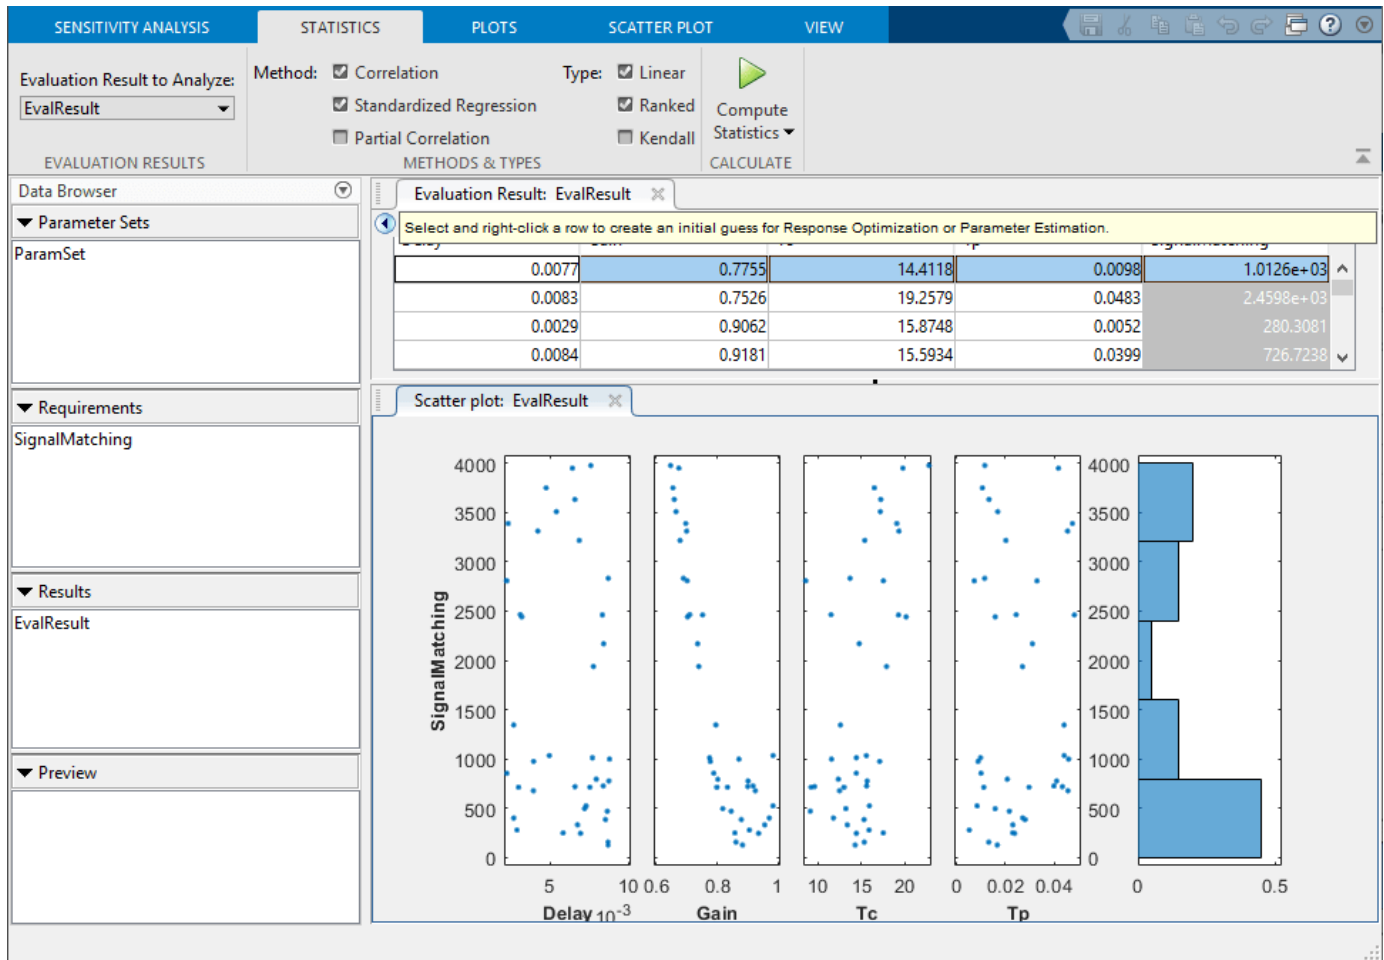 SENSITIVITY ANALYSIS STATISTICS PLOTS SCATTER PLOT VIEW
Evaluation Result to Analyze:
EvalResult
EVALUATION RESULTS
Method: Correlation
Standardized Regression
Partial Correlation
Type: Linear
Ranked
Kendall
METHODS & TYPES
Compute
Statistics
CALCULATE
Data Browser
Parameter Sets
ParamSet
Requirements
SignalMatching
Results
EvalResult
Preview
Evaluation Result: EvalResult
Select and right-click a row to create an initial guess for Response Optimization or Parameter Estimation.
0.0077 0.7755 14.4118 0.0098 1.0126e+03
0.0083 0.7526 19.2579 0.0483 2.4598e+03
0.0029 0.9062 15.8748 0.0052 280.3081
0.0084 0.9181 15.5934 0.0399 726.7238
Scatter plot: EvalResult
SignalMatching
4000 4000
3500 3500
3000 3000
2500 2500
2000 2000
1500 1500
1000 1000
500 500
0 0
5 10 0.6 0.8 1 10 15 20 0 0.02 0.04 0 0.5
Delay 10-3 Gain Tc Tp